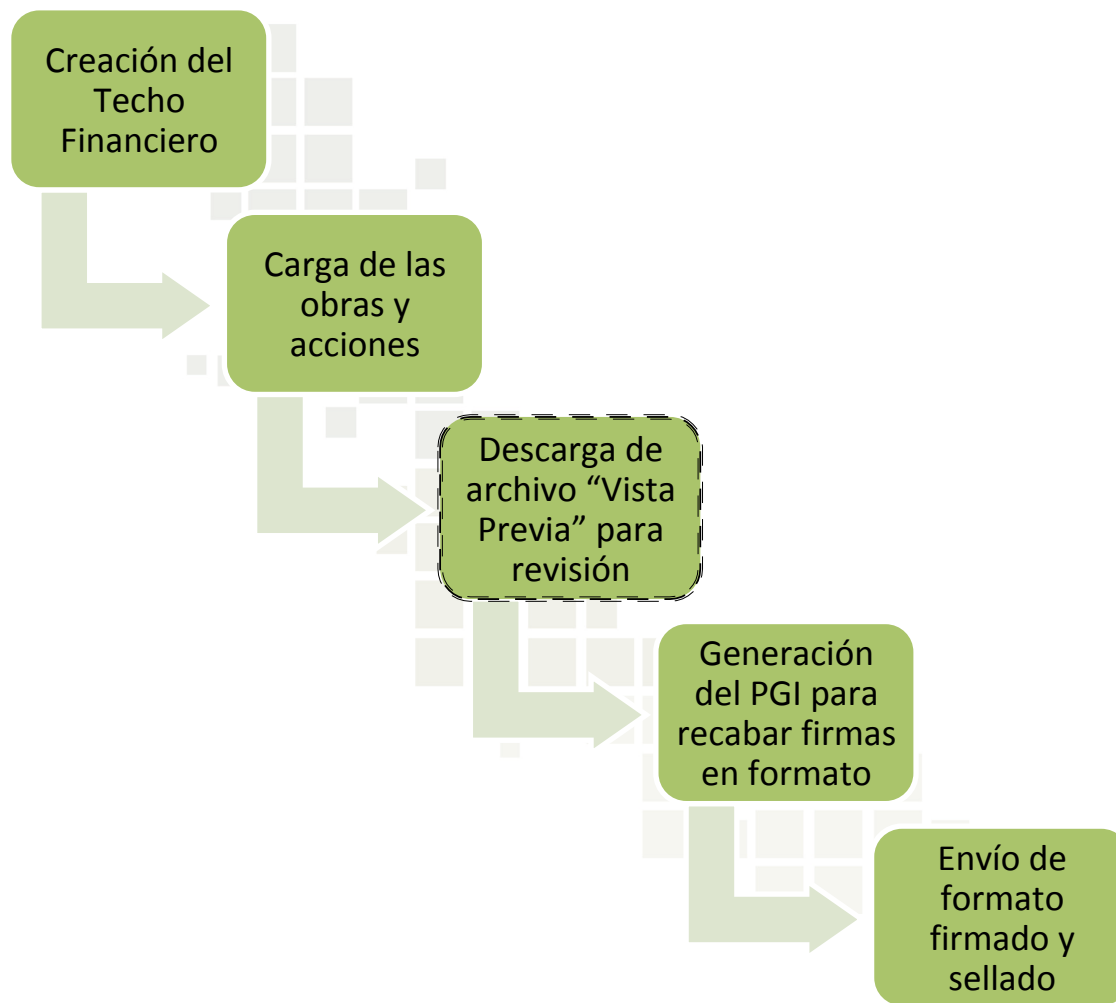 Creación del
Techo
Financiero
Carga de las
obras y
acciones
Descarga de
archivo “Vista
Previa” para
revisión
Generación
del PGI para
recabar firmas
en formato
Envío de
formato
firmado y
sellado